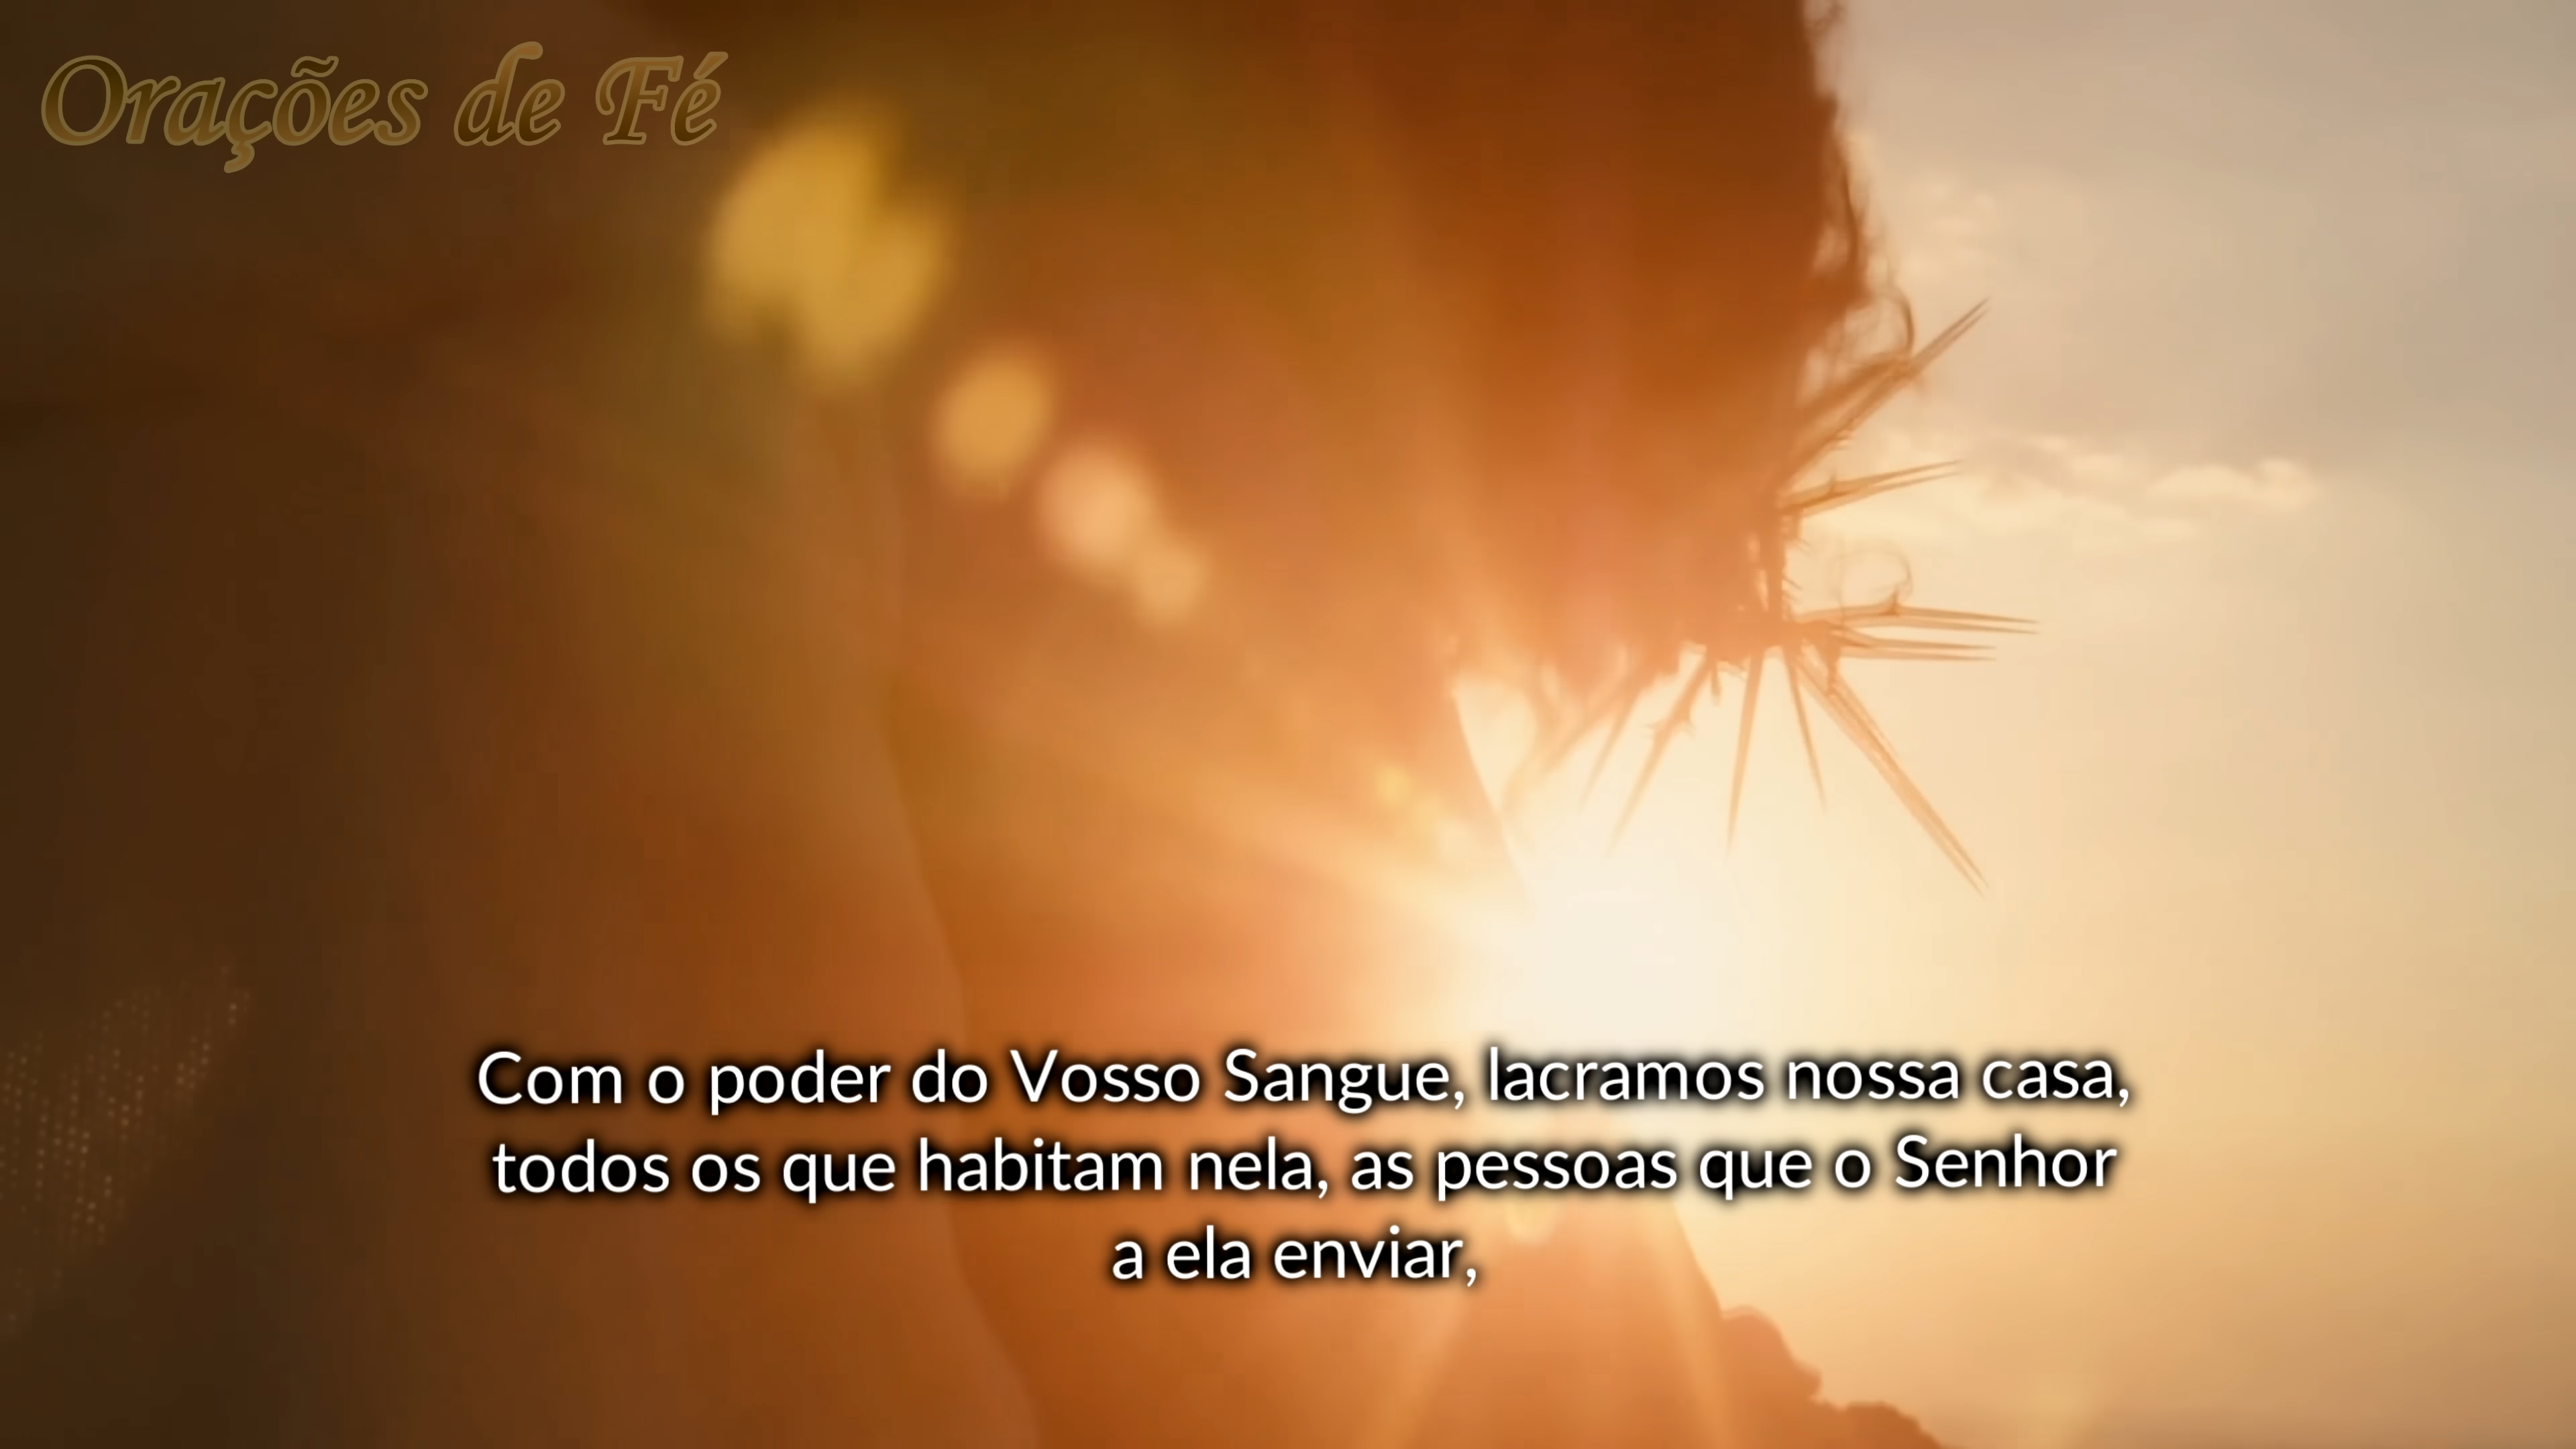 Orações de Fé
Com o poder do Vosso Sangue, lacramos nossa casa,
todos os que habitam nela, as pessoas que o Senhor
a ela enviar,